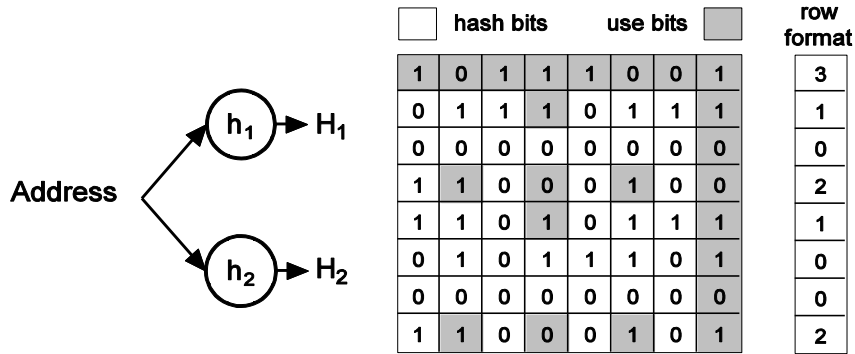 hash bits use bits row format
1 0 1 1 1 0 0 1 3
0 1 1 1 0 1 1 1 1
0 0 0 0 0 0 0 0 0
1 1 0 0 0 1 0 0 2
1 1 0 1 0 1 1 1 1
0 1 0 1 1 1 0 1 0
0 0 0 0 0 0 0 0 0
1 1 0 0 0 1 0 1 2
Address
h1 H1
h2 H2